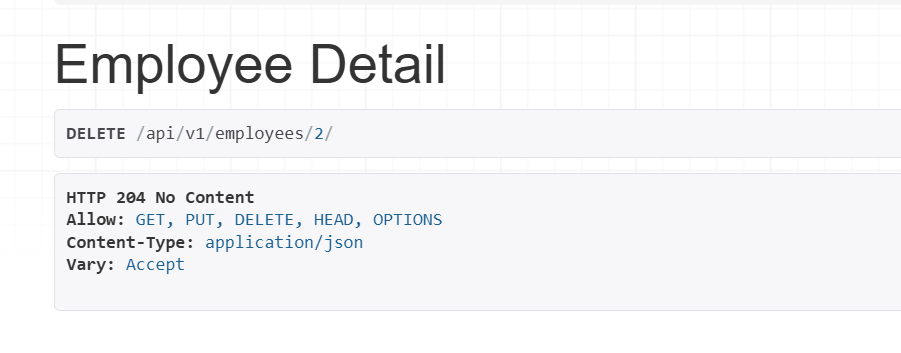 Employee Detail
DELETE /api/v1/employees/2/
HTTP 204 No Content
Allow: GET, PUT, DELETE, HEAD, OPTIONS
Content-Type: application/json
Vary: Accept